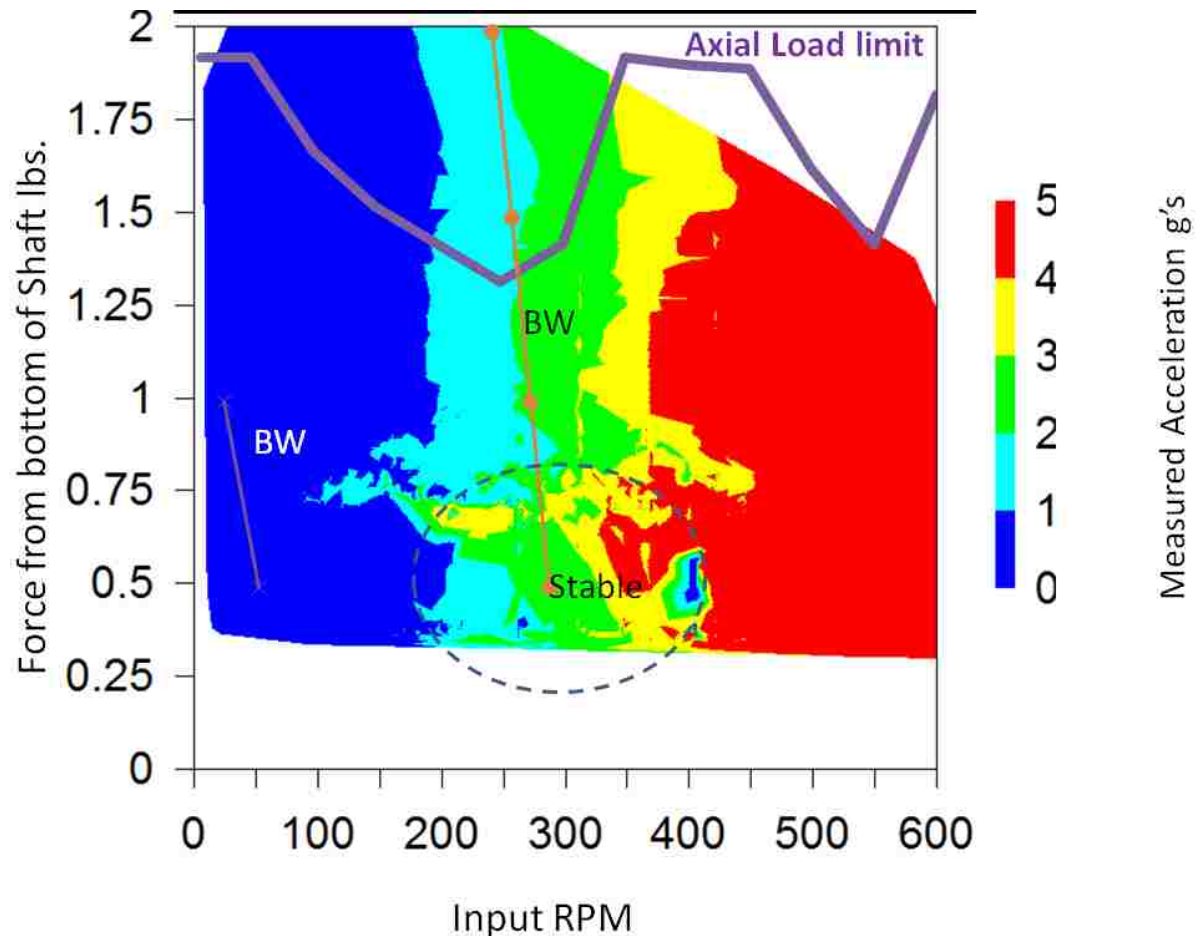 Axial Load limit
2
1.75
1.5
1.25
1
0.75
0.5
0.25
0
Force from bottom of Shaft lbs.
BW
BW
Stable
0 100 200 300 400 500 600
Input RPM
5
4
3
2
1
0
Measured Acceleration g's